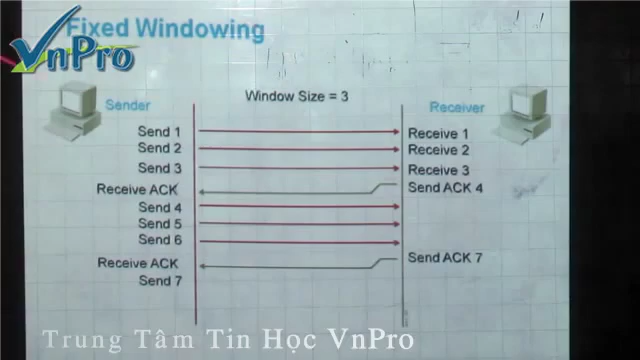 Fixed Windowing
VnPro
Window Size = 3
Sender
Receiver
Send 1
Receive 1
Send 2
Receive 2
Send 3
Receive 3
Receive ACK
Send ACK 4
Send 4
Send 5
Send 6
Receive ACK
Send ACK 7
Send 7
Trung Tâm Tin Học VnPro